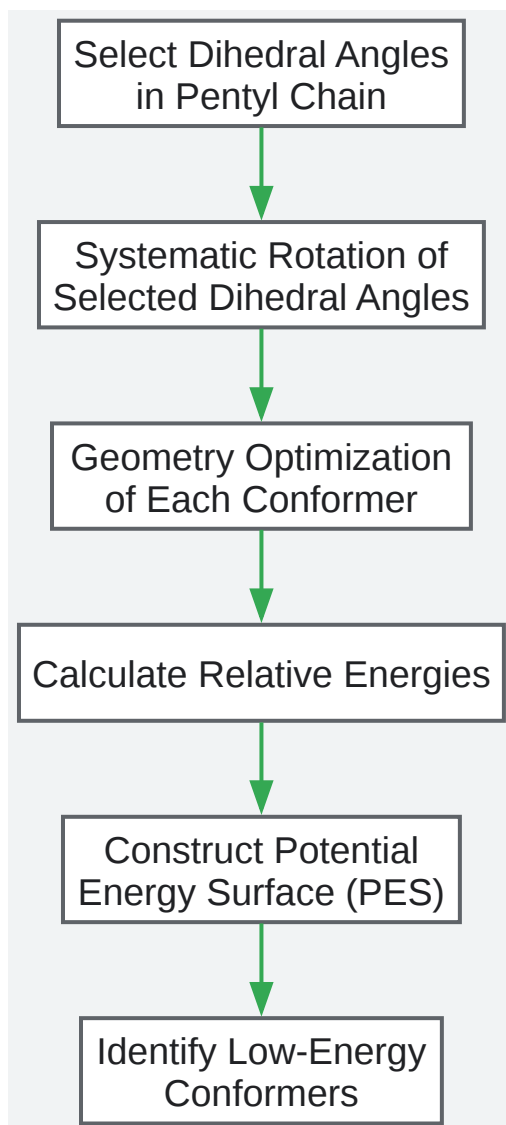 Select Dihedral Angles
in Pentyl Chain
Systematic Rotation of
Selected Dihedral Angles
Geometry Optimization
of Each Conformer
Calculate Relative Energies
Construct Potential
Energy Surface (PES)
Identify Low-Energy
Conformers